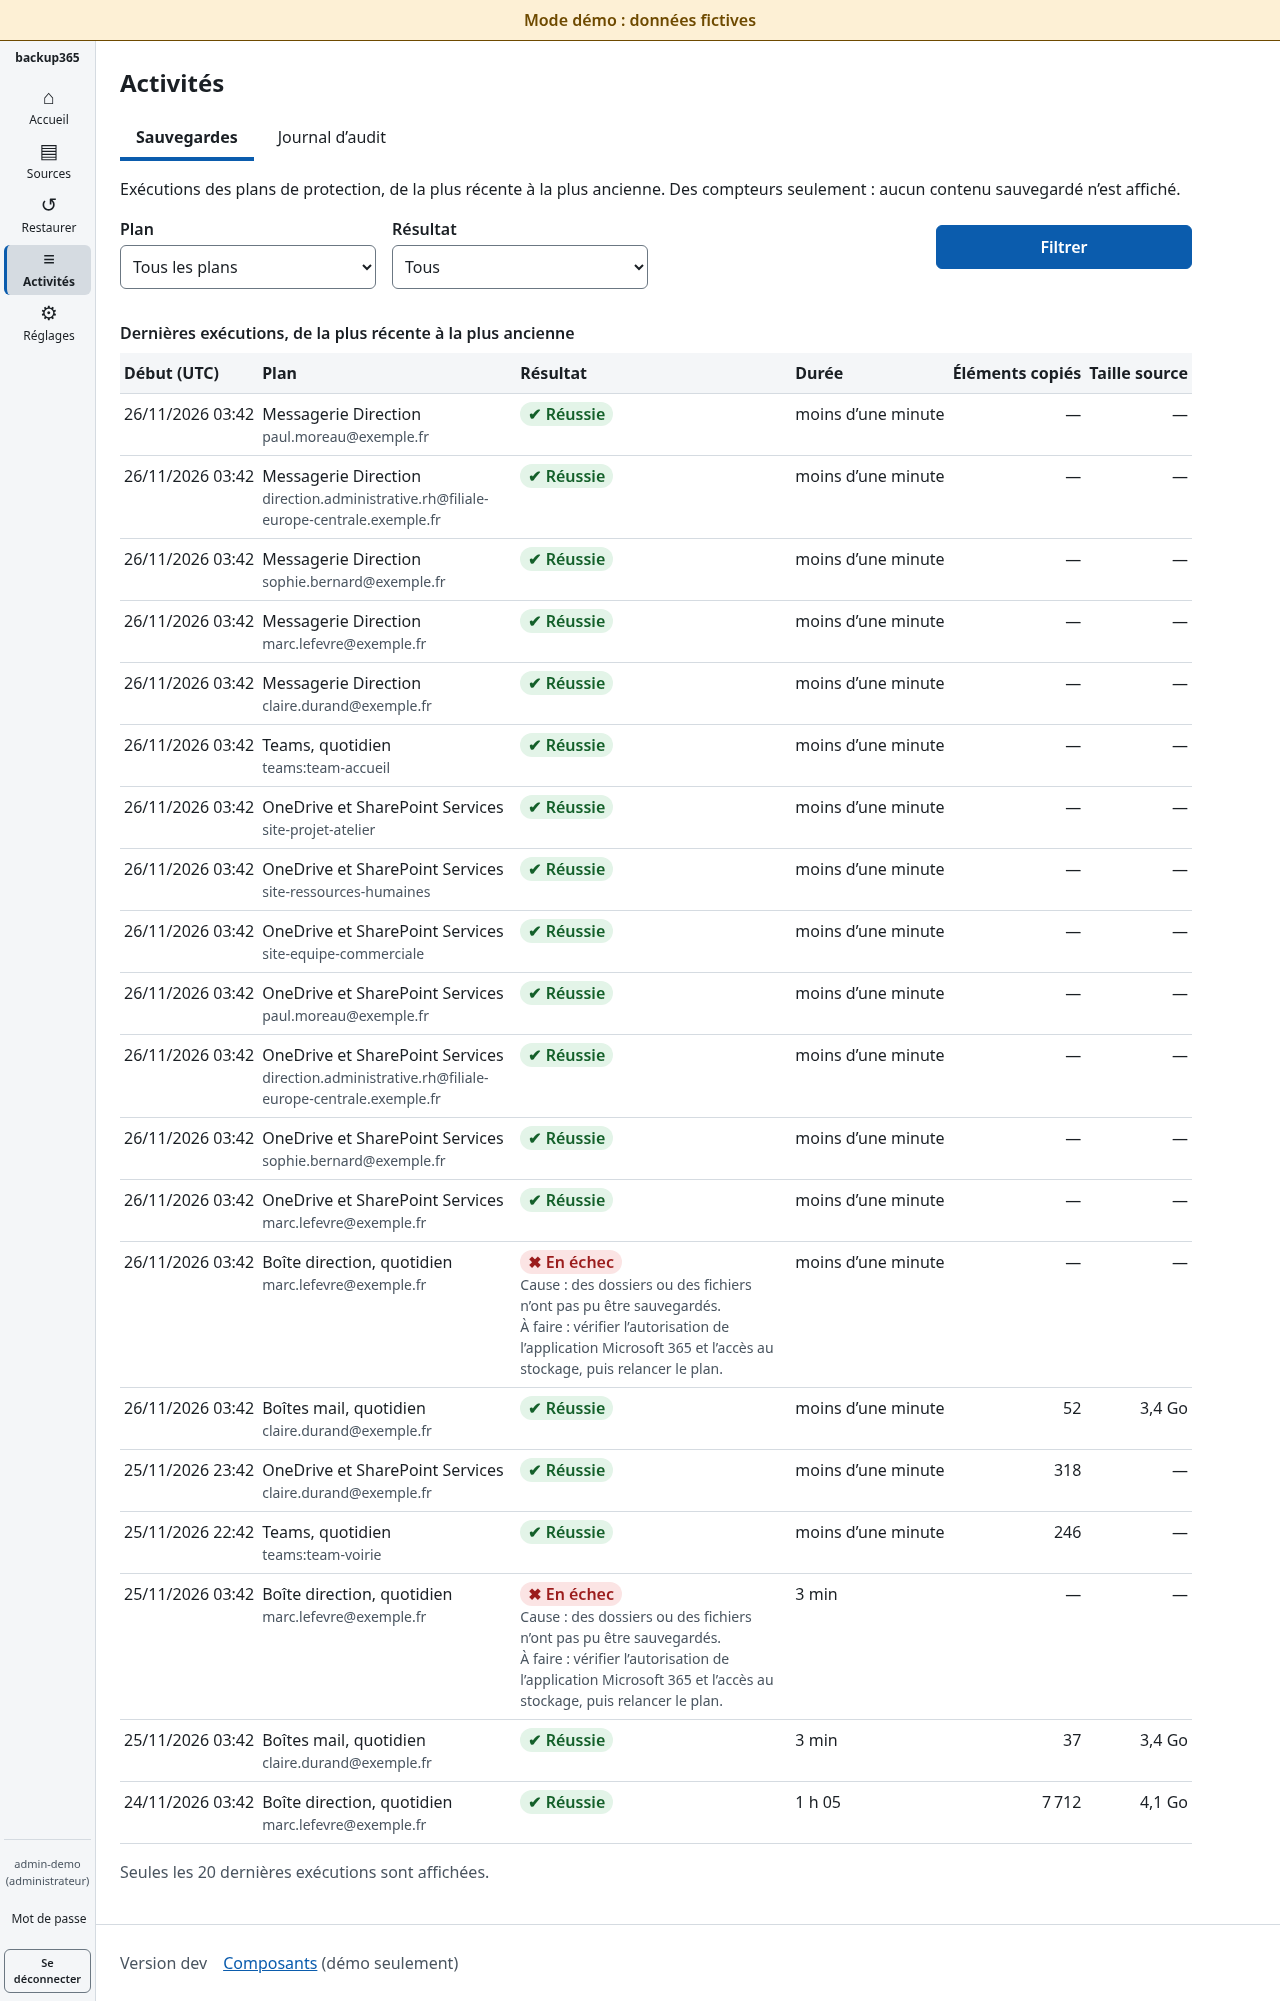 Mode démo : données fictives
backup365
Accueil
Sources
Restaurer
Activités
Réglages
admin-demo
(administrateur)
Mot de passe
Se
déconnecter
Activités
Sauvegardes Journal d’audit
Exécutions des plans de protection, de la plus récente à la plus ancienne. Des compteurs seulement : aucun contenu sauvegardé n’est affiché.
Plan Résultat
Tous les plans Tous Filtrer
Dernières exécutions, de la plus récente à la plus ancienne
Début (UTC) Plan Résultat Durée Éléments copiés Taille source
26/11/2026 03:42 Messagerie Direction ✔ Réussie moins d’une minute — —
paul.moreau@exemple.fr
26/11/2026 03:42 Messagerie Direction ✔ Réussie moins d’une minute — —
direction.administrative.rh@filiale-
europe-centrale.exemple.fr
26/11/2026 03:42 Messagerie Direction ✔ Réussie moins d’une minute — —
sophie.bernard@exemple.fr
26/11/2026 03:42 Messagerie Direction ✔ Réussie moins d’une minute — —
marc.lefevre@exemple.fr
26/11/2026 03:42 Messagerie Direction ✔ Réussie moins d’une minute — —
claire.durand@exemple.fr
26/11/2026 03:42 Teams, quotidien ✔ Réussie moins d’une minute — —
teams:team-accueil
26/11/2026 03:42 OneDrive et SharePoint Services ✔ Réussie moins d’une minute — —
site-projet-atelier
26/11/2026 03:42 OneDrive et SharePoint Services ✔ Réussie moins d’une minute — —
site-ressources-humaines
26/11/2026 03:42 OneDrive et SharePoint Services ✔ Réussie moins d’une minute — —
site-equipe-commerciale
26/11/2026 03:42 OneDrive et SharePoint Services ✔ Réussie moins d’une minute — —
paul.moreau@exemple.fr
26/11/2026 03:42 OneDrive et SharePoint Services ✔ Réussie moins d’une minute — —
direction.administrative.rh@filiale-
europe-centrale.exemple.fr
26/11/2026 03:42 OneDrive et SharePoint Services ✔ Réussie moins d’une minute — —
sophie.bernard@exemple.fr
26/11/2026 03:42 OneDrive et SharePoint Services ✔ Réussie moins d’une minute — —
marc.lefevre@exemple.fr
26/11/2026 03:42 Boîte direction, quotidien ✖ En échec moins d’une minute — —
marc.lefevre@exemple.fr Cause : des dossiers ou des fichiers
n’ont pas pu être sauvegardés.
À faire : vérifier l’autorisation de
l’application Microsoft 365 et l’accès au
stockage, puis relancer le plan.
26/11/2026 03:42 Boîtes mail, quotidien ✔ Réussie moins d’une minute 52 3,4 Go
claire.durand@exemple.fr
25/11/2026 23:42 OneDrive et SharePoint Services ✔ Réussie moins d’une minute 318 —
claire.durand@exemple.fr
25/11/2026 22:42 Teams, quotidien ✔ Réussie moins d’une minute 246 —
teams:team-voirie
25/11/2026 03:42 Boîte direction, quotidien ✖ En échec 3 min — —
marc.lefevre@exemple.fr Cause : des dossiers ou des fichiers
n’ont pas pu être sauvegardés.
À faire : vérifier l’autorisation de
l’application Microsoft 365 et l’accès au
stockage, puis relancer le plan.
25/11/2026 03:42 Boîtes mail, quotidien ✔ Réussie 3 min 37 3,4 Go
claire.durand@exemple.fr
24/11/2026 03:42 Boîte direction, quotidien ✔ Réussie 1 h 05 7 712 4,1 Go
marc.lefevre@exemple.fr
Seules les 20 dernières exécutions sont affichées.
Version dev Composants (démo seulement)